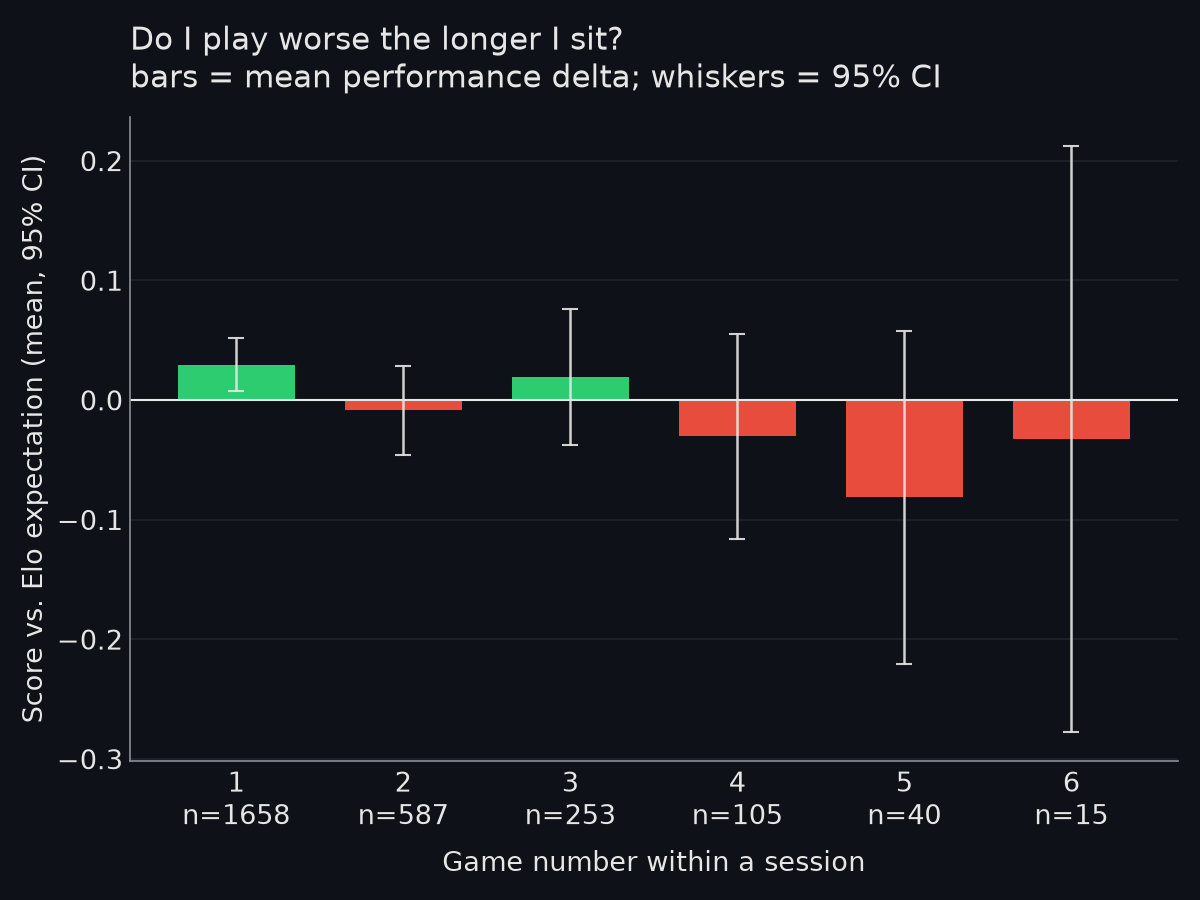 Do I play worse the longer I sit?
bars = mean performance delta; whiskers = 95% CI
Score vs. Elo expectation (mean, 95% CI)
0.2
0.1
0.0
−0.1
−0.2
−0.3
1 2 3 4 5 6
n=1658 n=587 n=253 n=105 n=40 n=15
Game number within a session